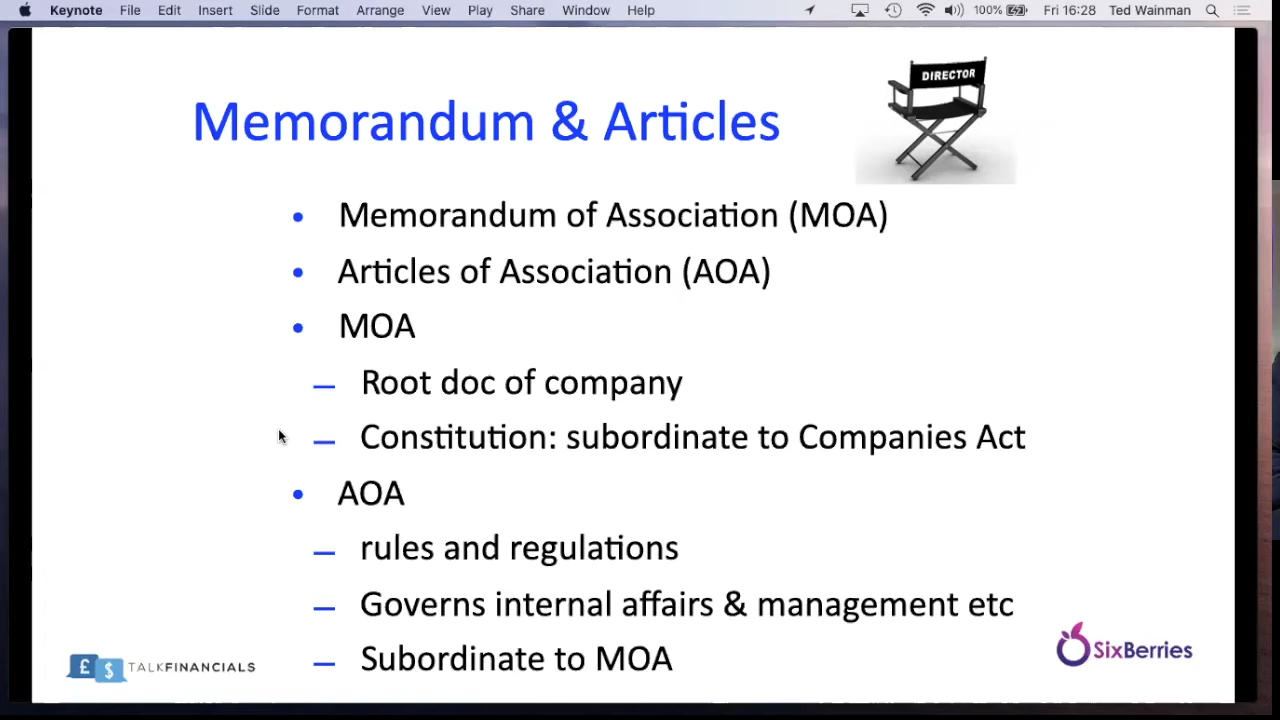 Keynote File Edit Insert Slide Format Arrange View Play Share Window Help 100% Fri 16:28 Ted Wainman
DIRECTOR
Memorandum & Articles
• Memorandum of Association (MOA)
• Articles of Association (AOA)
• MOA
– Root doc of company
– Constitution: subordinate to Companies Act
• AOA
– rules and regulations
– Governs internal affairs & management etc
– Subordinate to MOA
£ $ TALKFINANCIALS
SixBerries